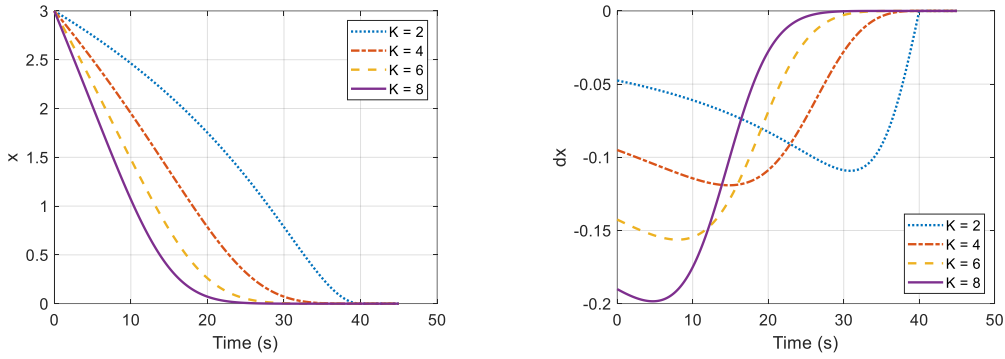 3
2.5
2
1.5
1
0.5
0
x
0 10 20 30 40 50
Time (s)
K = 2
K = 4
K = 6
K = 8
0
-0.05
-0.1
-0.15
-0.2
dx
0 10 20 30 40 50
Time (s)
K = 2
K = 4
K = 6
K = 8